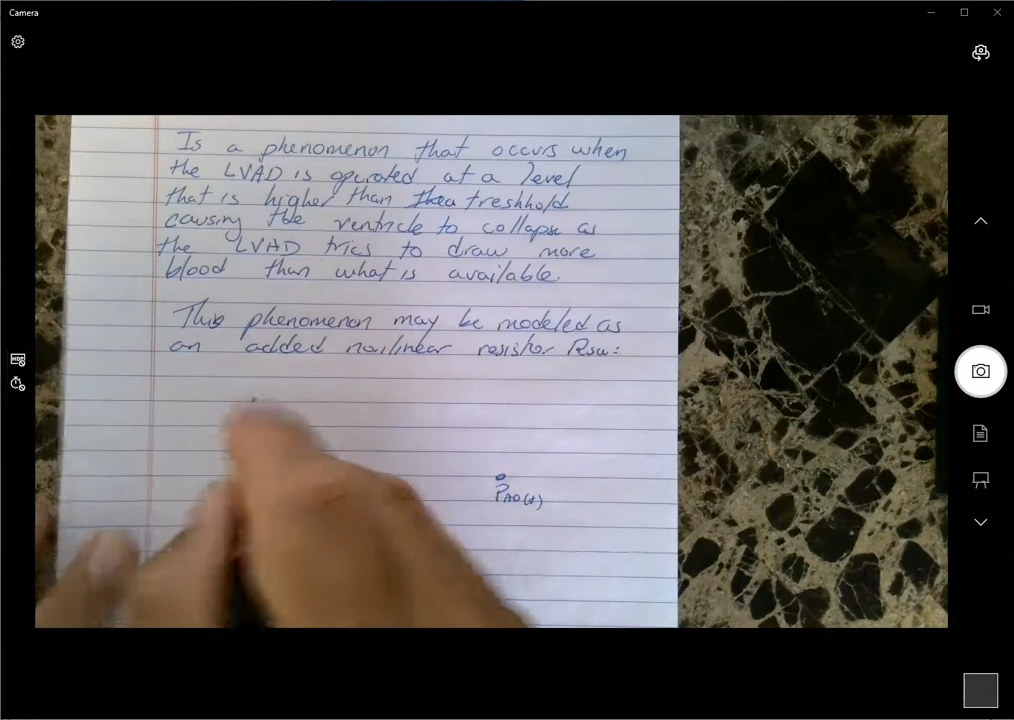 Camera
Is a phenomenon that occurs when
the LVAD is operated at a level
that is higher than a treshhold
causing the ventricle to collapse as
the LVAD tries to draw more
blood than what is available.
This phenomenon may be modeled as
an added nonlinear resistor Rsu:
PAO(t)